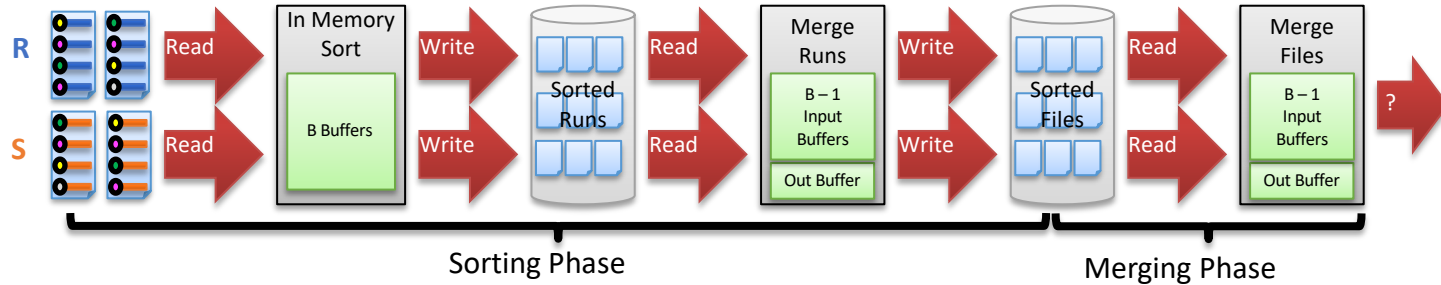 R
S
Read
Read
In Memory
Sort
B Buffers
Write
Write
Sorted
Runs
Read
Read
Merge
Runs
B – 1
Input
Buffers
Out Buffer
Write
Write
Sorted
Files
Read
Read
Merge
Files
B – 1
Input
Buffers
Out Buffer
?
Sorting Phase
Merging Phase